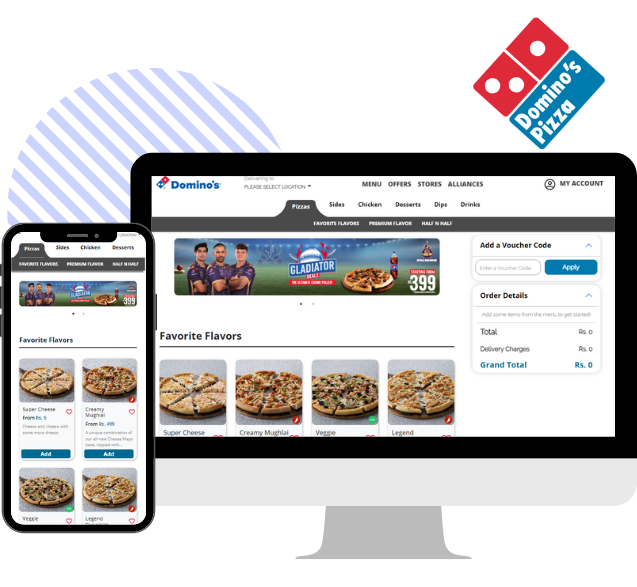 Domino's
Pizza
Domino's
Delivering to
PLEASE SELECT LOCATION
MENU OFFERS STORES ALLIANCES
MY ACCOUNT
Pizzas Sides Chicken Desserts Dips Drinks
FAVORITE FLAVORS PREMIUM FLAVOR HALF N HALF
GLADIATOR
DEALS
THE ULTIMATE COMBO PULLS!
STARTING FROM
399
Add a Voucher Code
Enter a Voucher Code
Apply
Order Details
Add some items from the menu to get started!
Total Rs. 0
Delivery Charges Rs. 0
Grand Total Rs. 0
Favorite Flavors
Super Cheese Creamy Mughlai Veggie Legend
Pizzas Sides Chicken Desserts
FAVORITE FLAVORS PREMIUM FLAVOR HALF N HALF
GLADIATOR
399
Favorite Flavors
Super Cheese
From Rs. 5
Cheese and cheese with
some more cheese
Add
Creamy
Mughlai
From Rs. 499
A unique combination of
our all-new Cheese Mayo
base, topped with...
Add
Veggie
Legend